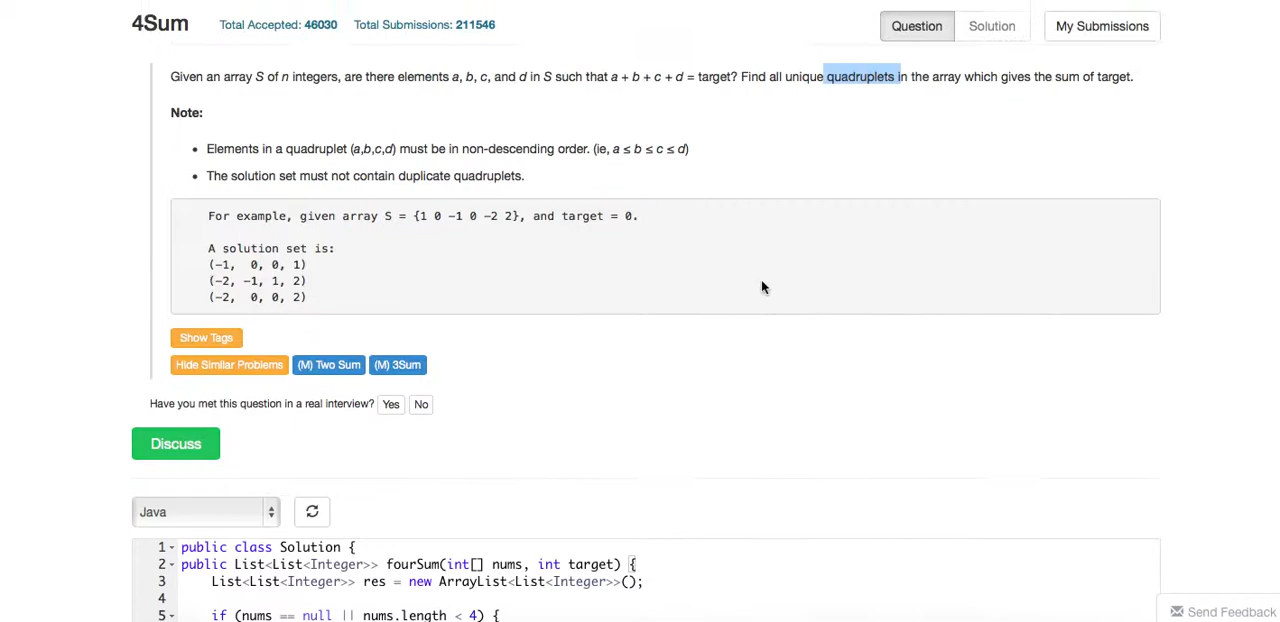 4Sum
Total Accepted: 46030 Total Submissions: 211546
Question Solution My Submissions
Given an array S of n integers, are there elements a, b, c, and d in S such that a + b + c + d = target? Find all unique quadruplets in the array which gives the sum of target.
Note:
• Elements in a quadruplet (a,b,c,d) must be in non-descending order. (ie, a ≤ b ≤ c ≤ d)
• The solution set must not contain duplicate quadruplets.
For example, given array S = {1 0 -1 0 -2 2}, and target = 0.
A solution set is:
(-1, 0, 0, 1)
(-2, -1, 1, 2)
(-2, 0, 0, 2)
Show Tags
Hide Similar Problems (M) Two Sum (M) 3Sum
Have you met this question in a real interview? Yes No
Discuss
Java
1 public class Solution {
2 public List<List<Integer>> fourSum(int[] nums, int target) {
3 List<List<Integer>> res = new ArrayList<List<Integer>>();
4
5 if (nums == null || nums.length < 4) {
Send Feedback